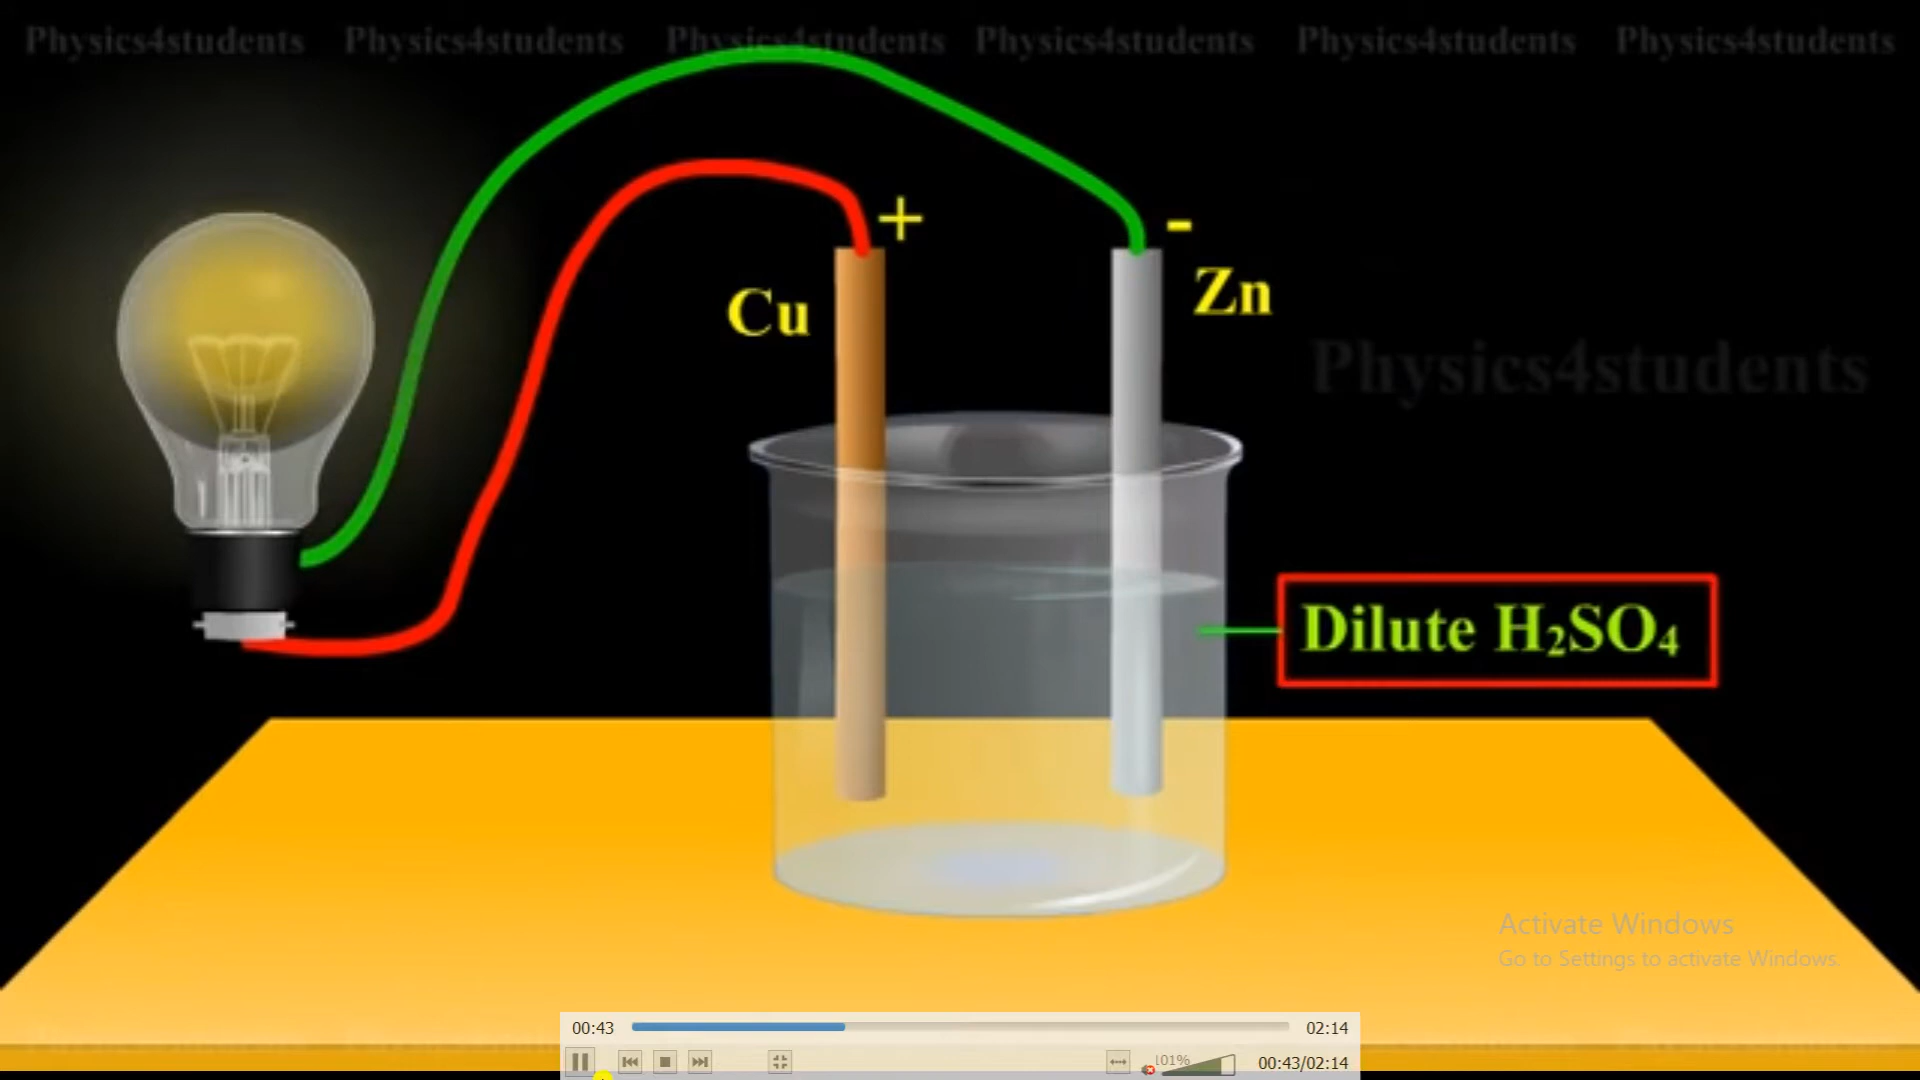 Physics4students Physics4students Physics4students Physics4students Physics4students Physics4students
+
-
Cu
Zn
Physics4students
Dilute H₂SO₄
Activate Windows
Go to Settings to activate Windows.
00:43
02:14
101%
00:43/02:14